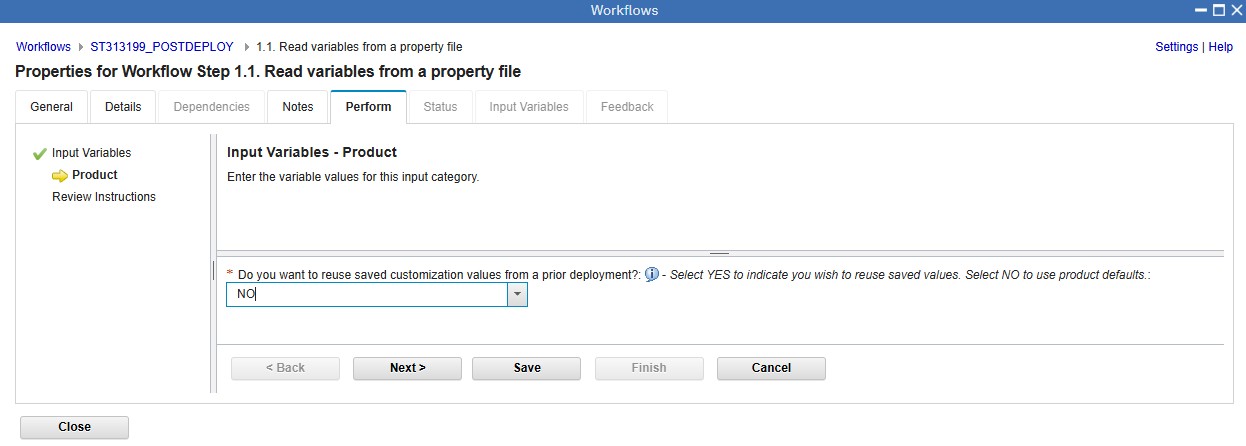 Workflows
Workflows ST313199_POSTDEPLOY 1.1. Read variables from a property file Settings | Help
Properties for Workflow Step 1.1. Read variables from a property file
General Details Dependencies Notes Perform Status Input Variables Feedback
Input Variables
Product
Review Instructions
Input Variables - Product
Enter the variable values for this input category.
* Do you want to reuse saved customization values from a prior deployment?: i - Select YES to indicate you wish to reuse saved values. Select NO to use product defaults.:
NO
< Back Next > Save Finish Cancel
Close